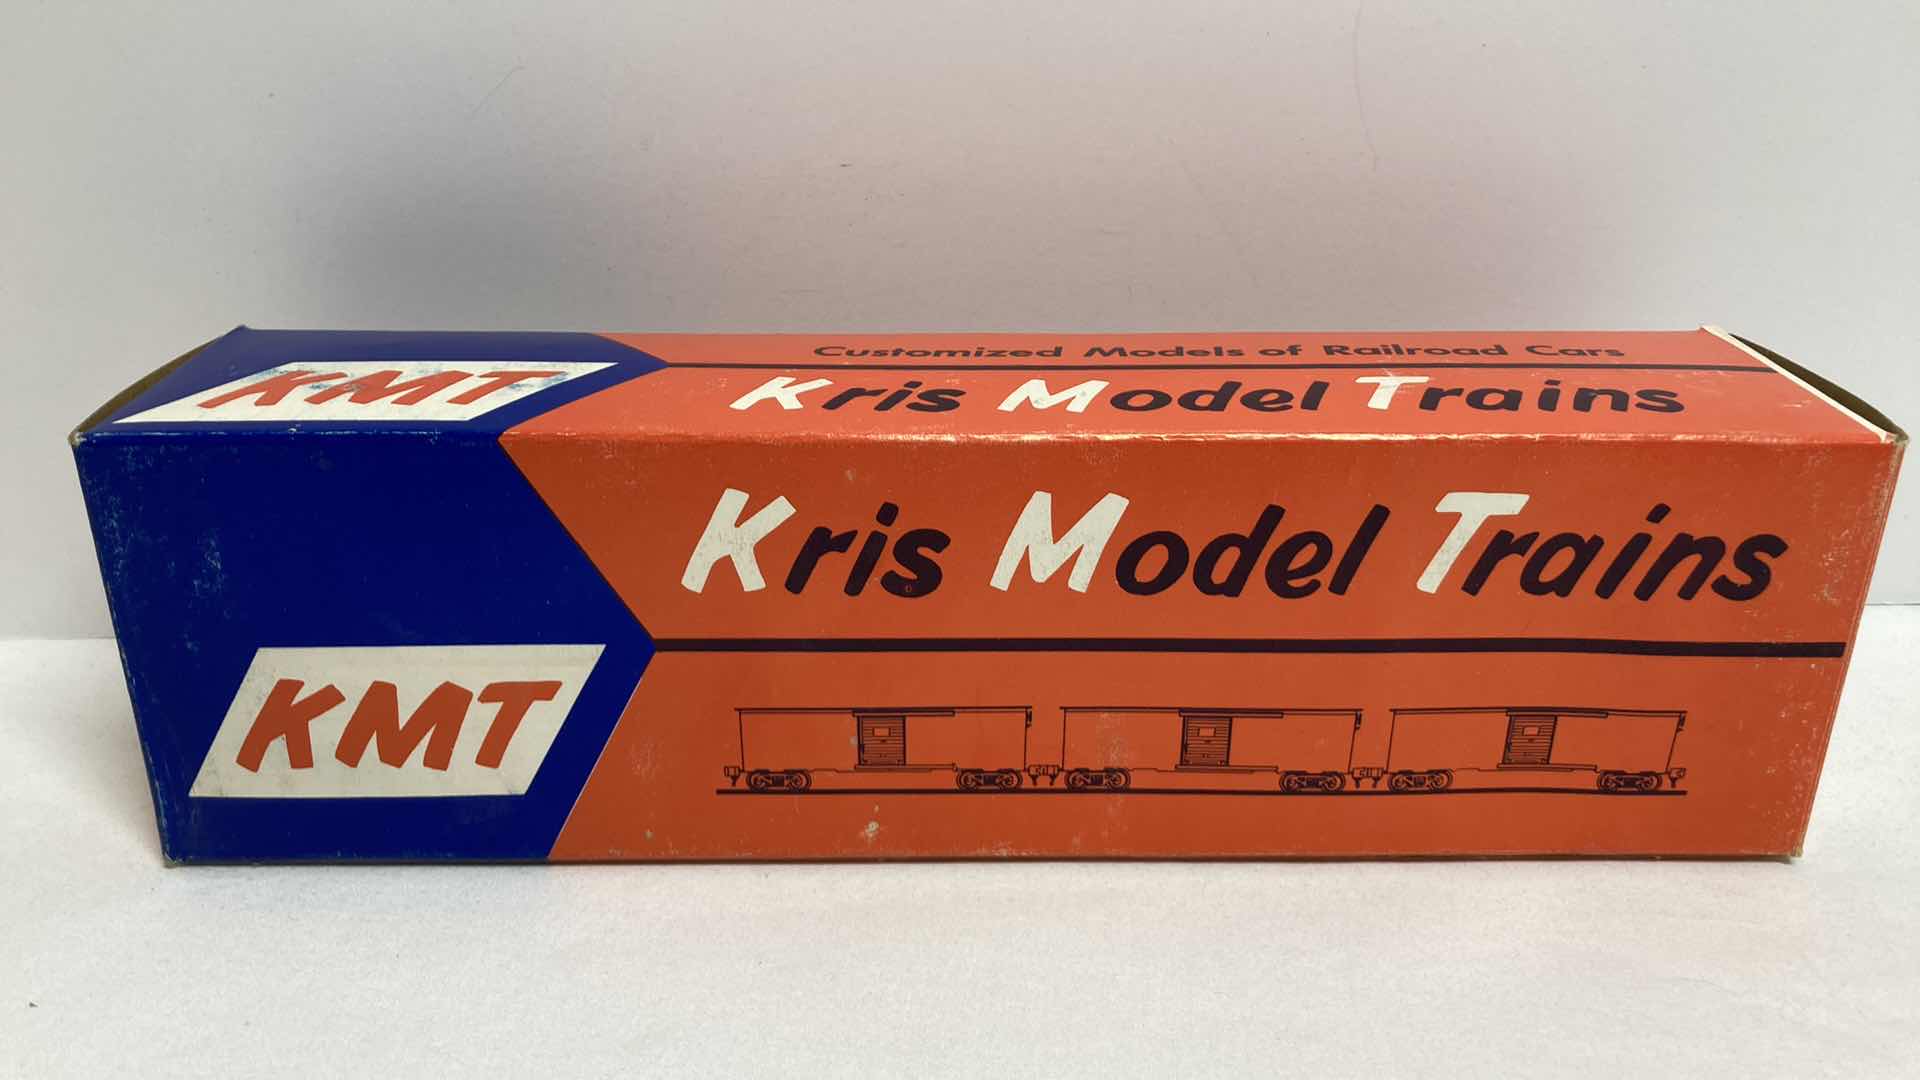 Customized Models of Railroad Cars
KMT
Kris Model Trains
Kris Model Trains
KMT